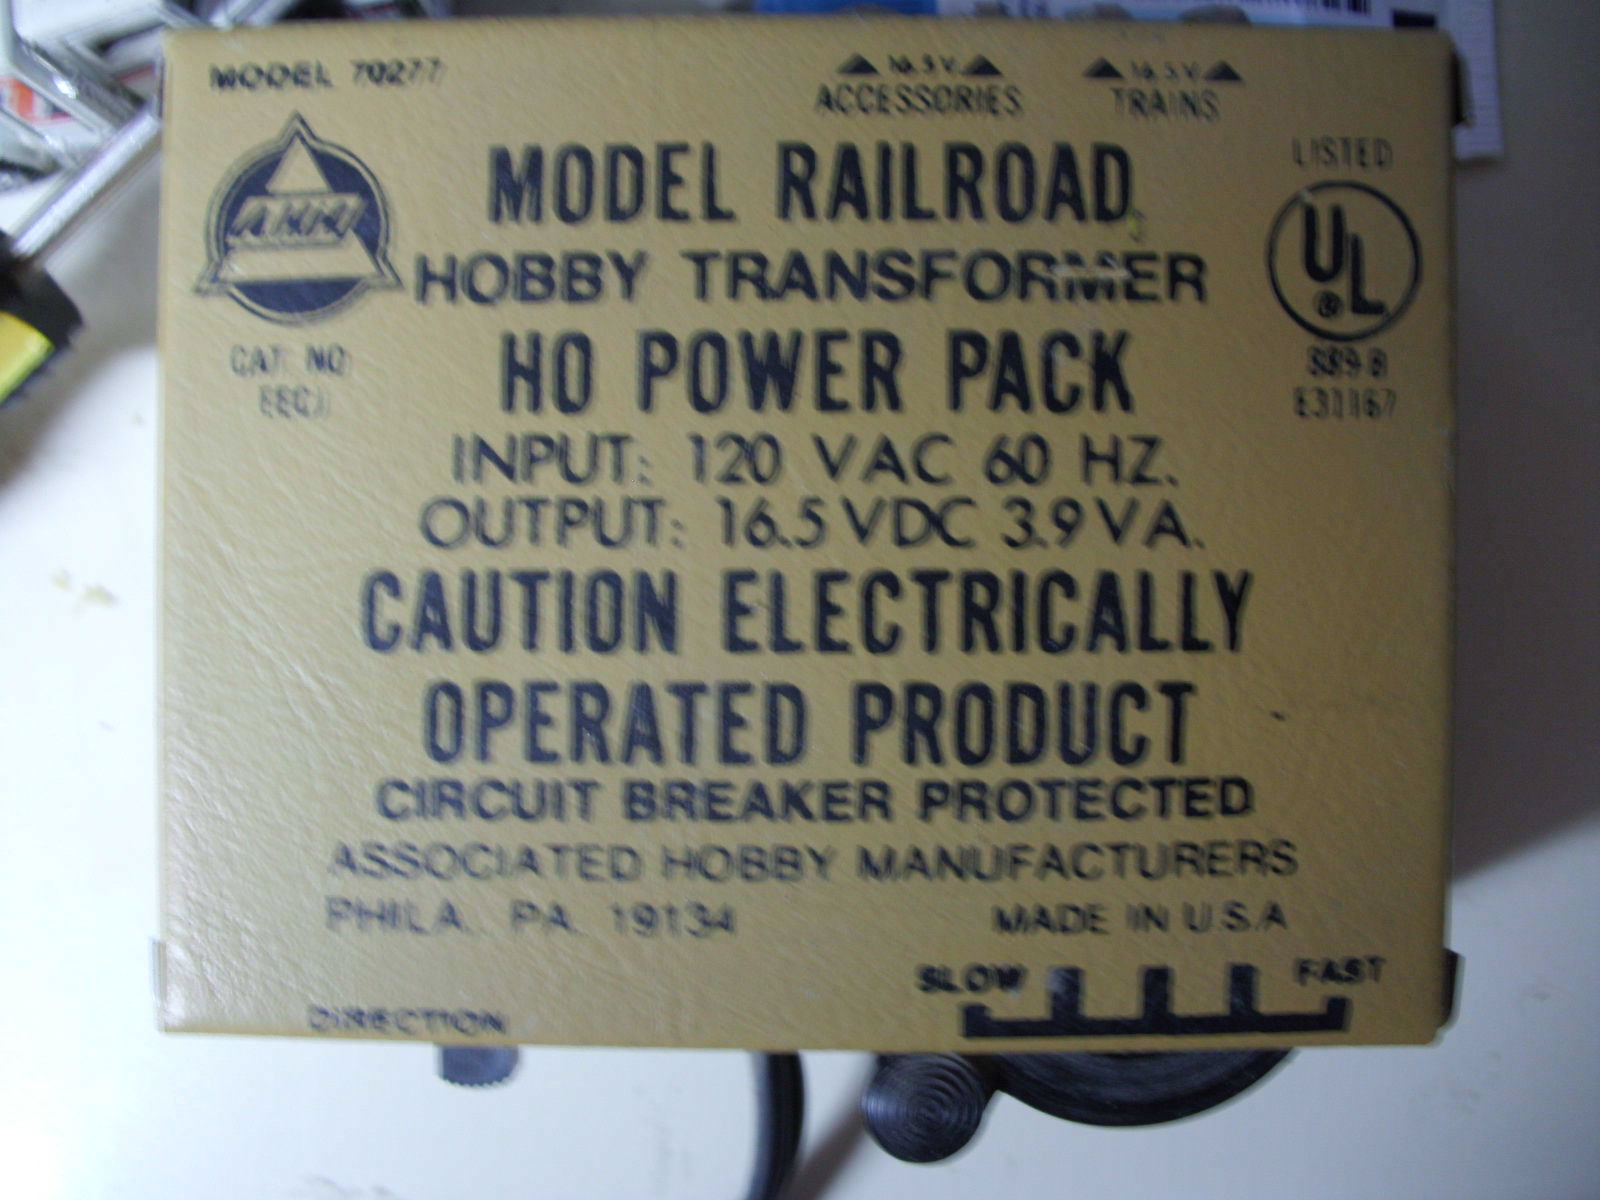 MODEL 70277
▲ 16.5 V. ▲
ACCESSORIES
▲ 16.5 V. ▲
TRAINS
LISTED
AHM
UL
®
MODEL RAILROAD
HOBBY TRANSFORMER
HO POWER PACK
CAT. NO.
E31167
INPUT: 120 VAC 60 HZ.
OUTPUT: 16.5 VDC 3.9 VA.
CAUTION ELECTRICALLY
OPERATED PRODUCT
CIRCUIT BREAKER PROTECTED
ASSOCIATED HOBBY MANUFACTURERS
PHILA., PA. 19134 MADE IN U.S.A
SLOW FAST
DIRECTION